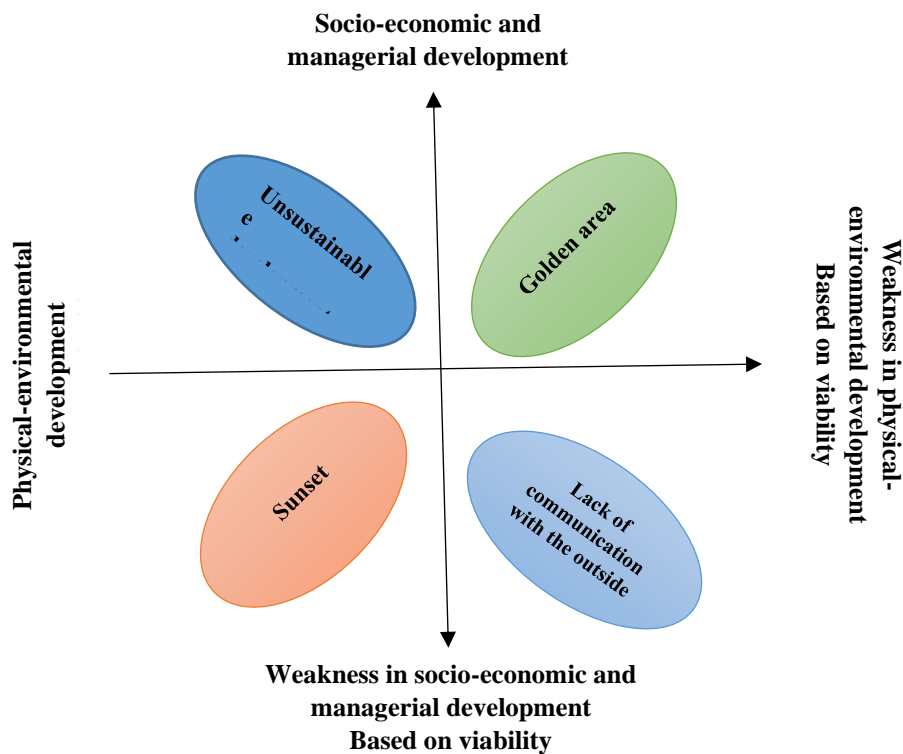 Socio-economic and
managerial development
Unsustainabl
e
Golden area
Physical-environmental
development
Weakness in physical-
environmental development
Based on viability
Sunset
Lack of
communication
with the outside
Weakness in socio-economic and
managerial development
Based on viability